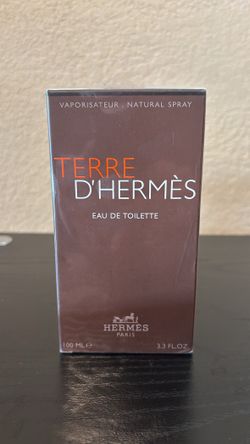 VAPORISATEUR . NATURAL SPRAY
TERRE
D'HERMÈS
EAU DE TOILETTE
HERMÈS
PARIS
100 ML ℮ 3.3 FL.OZ